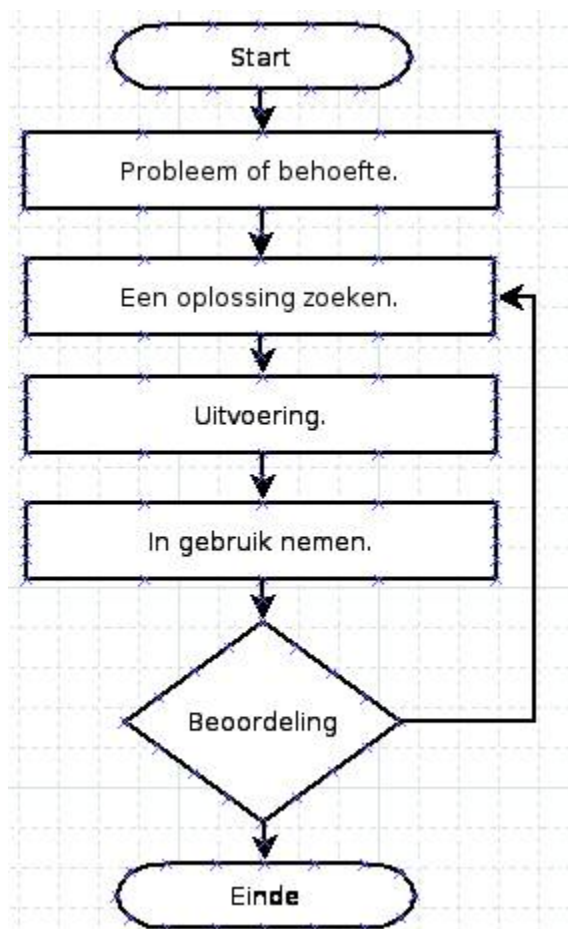 Start
Probleem of behoefte.
Een oplossing zoeken.
Uitvoering.
In gebruik nemen.
Beoordeling
Einde